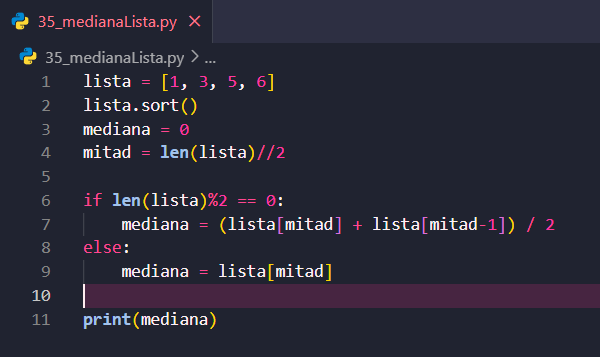 35_medianaLista.py ×
35_medianaLista.py > ...
1 lista = [1, 3, 5, 6]
2 lista.sort()
3 mediana = 0
4 mitad = len(lista)//2
5
6 if len(lista)%2 == 0:
7     mediana = (lista[mitad] + lista[mitad-1]) / 2
8 else:
9     mediana = lista[mitad]
10
11 print(mediana)